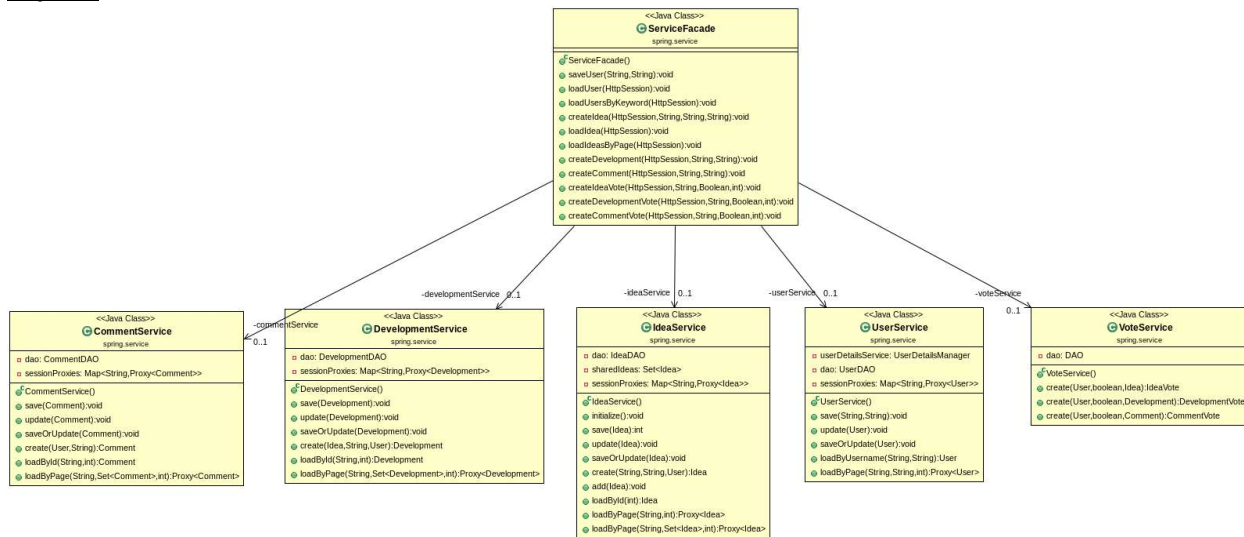 <<Java Class>>
ServiceFacade
spring.service
ServiceFacade()
saveUser(String,String):void
loadUser(HttpSession):void
loadUsersByKeyword(HttpSession):void
createIdea(HttpSession,String,String,String):void
loadIdea(HttpSession):void
loadIdeasByPage(HttpSession):void
createDevelopment(HttpSession,String,String):void
createComment(HttpSession,String,String):void
createIdeaVote(HttpSession,String,Boolean,int):void
createDevelopmentVote(HttpSession,String,Boolean,int):void
createCommentVote(HttpSession,String,Boolean,int):void
-commentService
0..1
-developmentService 0..1
-ideaService 0..1
-userService 0..1
-voteService
0..1
<<Java Class>>
CommentService
spring.service
dao: CommentDAO
sessionProxies: Map<String,Proxy<Comment>>
CommentService()
save(Comment):void
update(Comment):void
saveOrUpdate(Comment):void
create(User,String):Comment
loadById(String,int):Comment
loadByPage(String,Set<Comment>,int):Proxy<Comment>
<<Java Class>>
DevelopmentService
spring.service
dao: DevelopmentDAO
sessionProxies: Map<String,Proxy<Development>>
DevelopmentService()
save(Development):void
update(Development):void
saveOrUpdate(Development):void
create(Idea,String,User):Development
loadById(String,int):Development
loadByPage(String,Set<Development>,int):Proxy<Development>
<<Java Class>>
IdeaService
spring.service
dao: IdeaDAO
sharedIdeas: Set<Idea>
sessionProxies: Map<String,Proxy<Idea>>
IdeaService()
initialize():void
save(Idea):int
update(Idea):void
saveOrUpdate(Idea):void
create(String,String,User):Idea
add(Idea):void
loadById(int):Idea
loadByPage(String,int):Proxy<Idea>
loadByPage(String,Set<Idea>,int):Proxy<Idea>
<<Java Class>>
UserService
spring.service
userDetailsService: UserDetailsManager
dao: UserDAO
sessionProxies: Map<String,Proxy<User>>
UserService()
save(String,String):void
update(User):void
saveOrUpdate(User):void
loadByUsername(String,String):User
loadByPage(String,String,int):Proxy<User>
<<Java Class>>
VoteService
spring.service
dao: DAO
VoteService()
create(User,boolean,Idea):IdeaVote
create(User,boolean,Development):DevelopmentVote
create(User,boolean,Comment):CommentVote